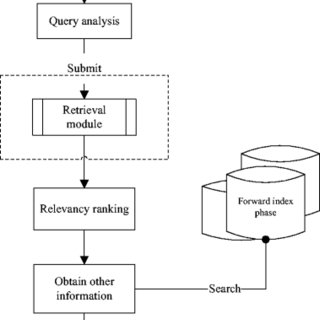 Query analysis
Submit
Retrieval
module
Relevancy ranking
Forward index
phase
Obtain other
information
Search